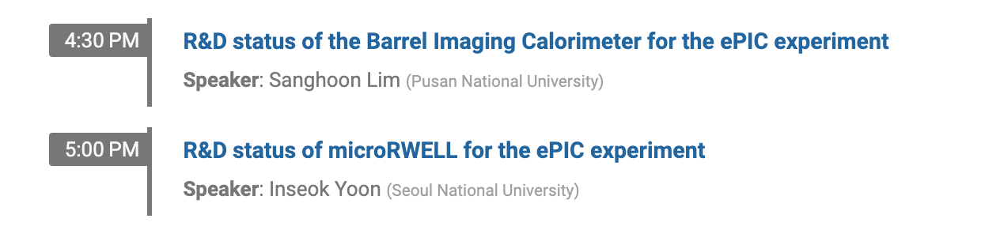 4:30 PM
R&D status of the Barrel Imaging Calorimeter for the ePIC experiment
Speaker: Sanghoon Lim (Pusan National University)
5:00 PM
R&D status of microRWELL for the ePIC experiment
Speaker: Inseok Yoon (Seoul National University)